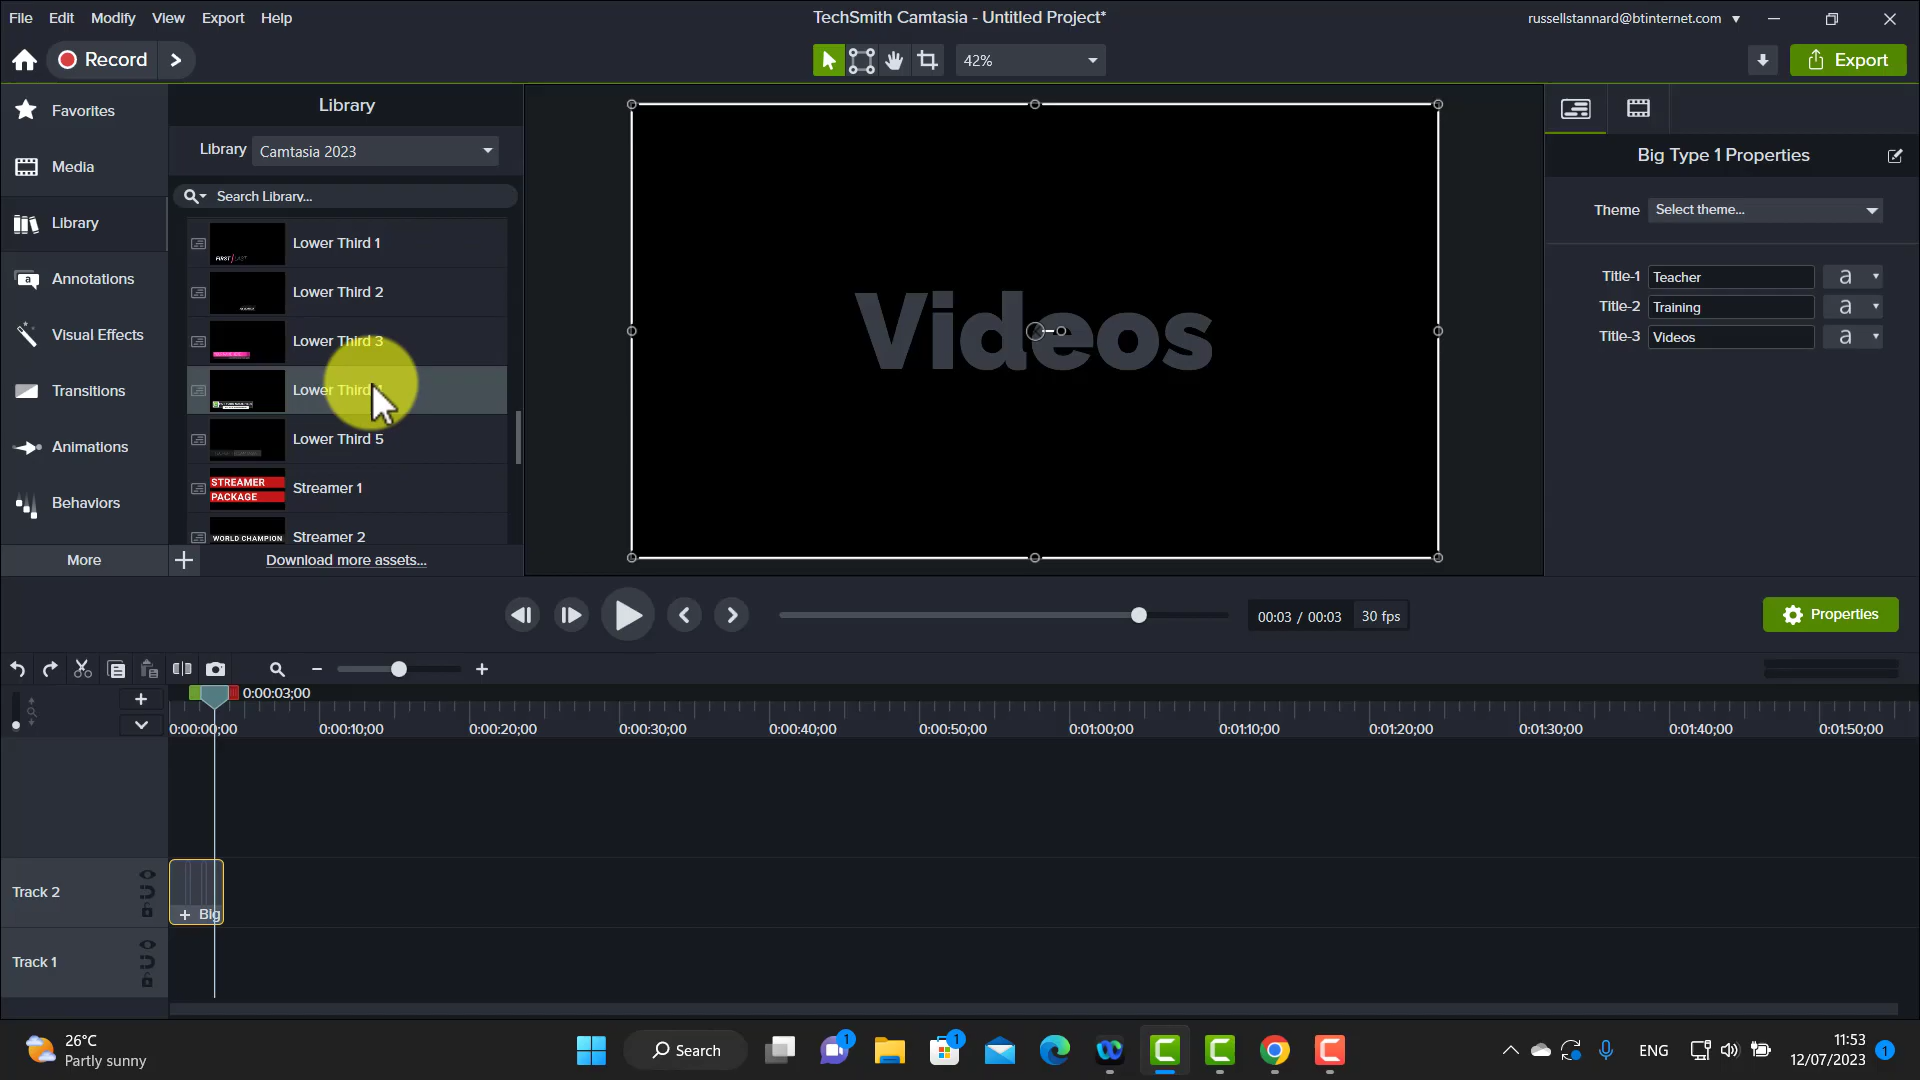 File Edit Modify View Export Help
TechSmith Camtasia - Untitled Project*
russellstannard@btinternet.com
Record
42%
Export
Favorites
Media
Library
Annotations
Visual Effects
Transitions
Animations
Behaviors
More
Library
Library Camtasia 2023
Search Library...
Lower Third 1
Lower Third 2
Lower Third 3
Lower Third
Lower Third 5
STREAMER
PACKAGE
Streamer 1
WORLD CHAMPION
Streamer 2
Download more assets...
Videos
Big Type 1 Properties
Theme Select theme...
Title-1 Teacher a
Title-2 Training a
Title-3 Videos a
00:03 / 00:03 30 fps
Properties
0:00:03;00
0:00:00;00 0:00:10;00 0:00:20;00 0:00:30;00 0:00:40;00 0:00:50;00 0:01:00;00 0:01:10;00 0:01:20;00 0:01:30;00 0:01:40;00 0:01:50;00
Track 2
+ Big
Track 1
26°C
Partly sunny
Search
1
1
ENG
11:53
12/07/2023
1